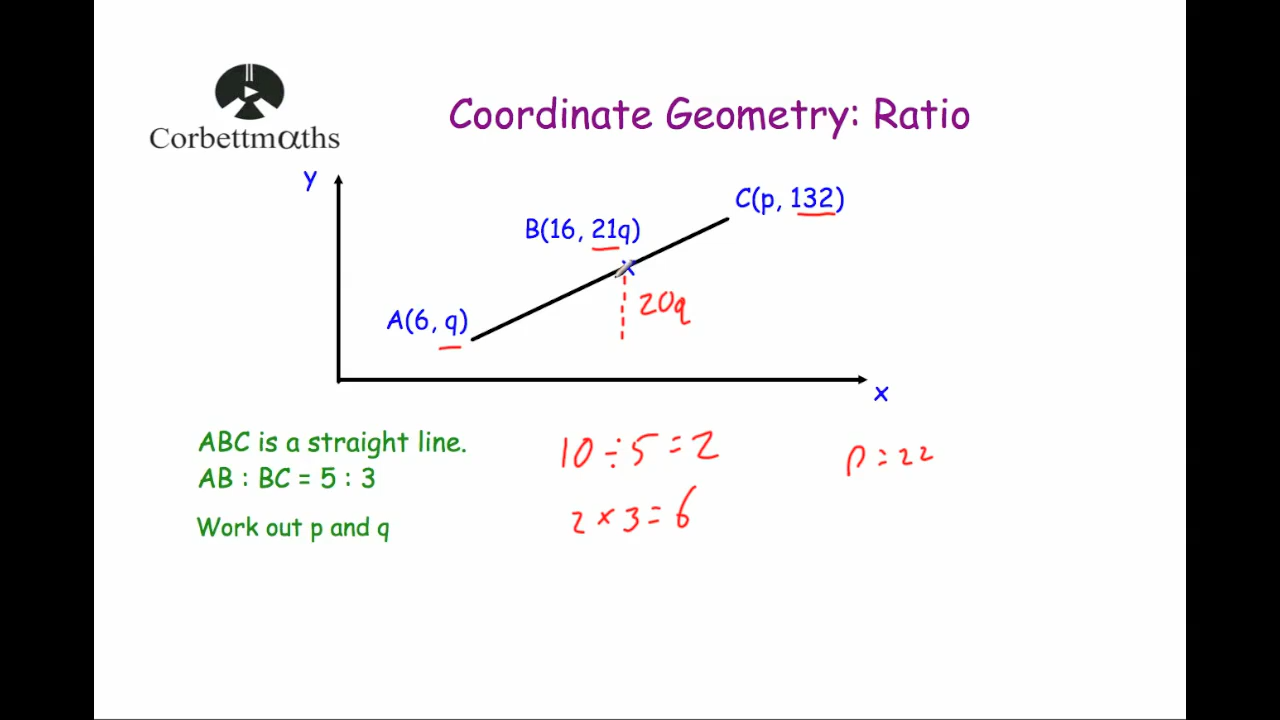 Corbettmαths
Coordinate Geometry: Ratio
y
C(p, 132)
B(16, 21q)
x
20q
A(6, q)
x
ABC is a straight line.
AB : BC = 5 : 3
Work out p and q
10 ÷ 5 = 2
2 × 3 = 6
p = 22